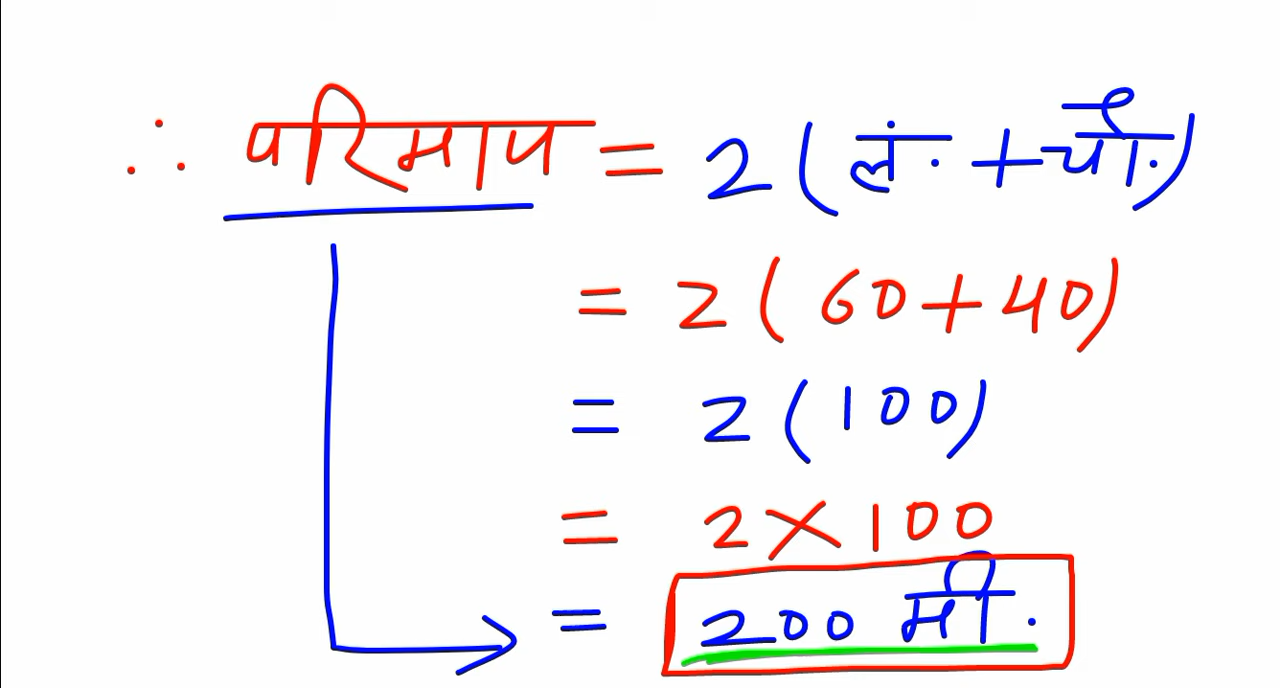 ∴ परिमाप = 2 ( लं. + चौ. )
= 2 ( 60 + 40 )
= 2 ( 100 )
= 2 × 100
= 200 मी.